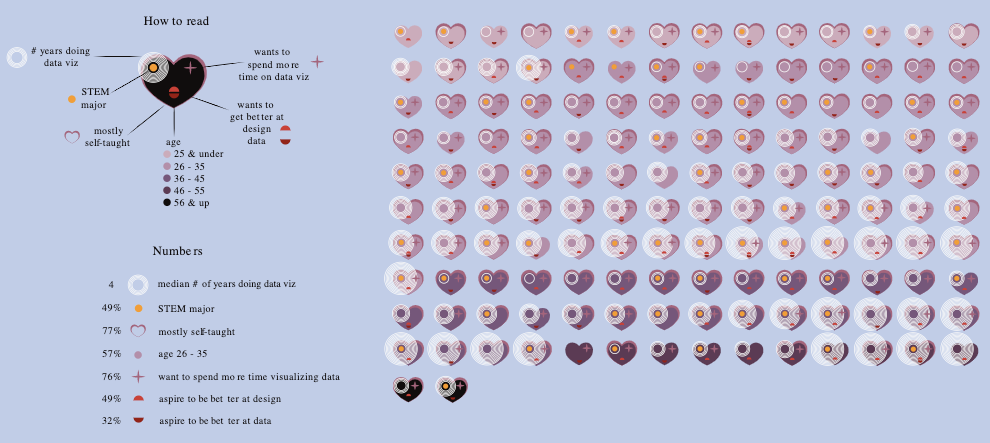 How to read
# years doing
data viz
wants to
spend more
time on data viz
STEM
major
wants to
get better at
design
data
mostly
self-taught
age
25 & under
26 - 35
36 - 45
46 - 55
56 & up
Numbers
4 median # of years doing data viz
49% STEM major
77% mostly self-taught
57% age 26 - 35
76% want to spend more time visualizing data
49% aspire to be better at design
32% aspire to be better at data